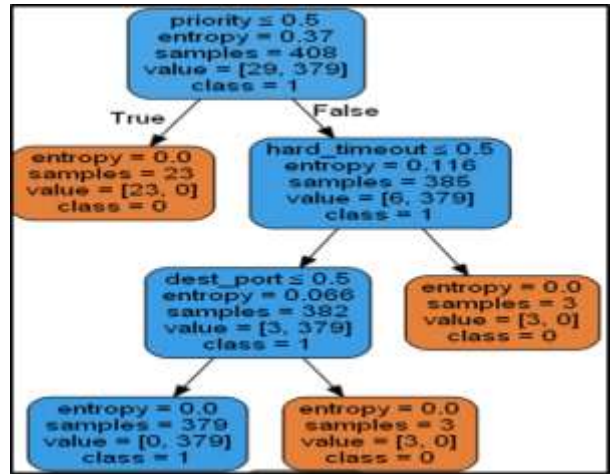 priority ≤ 0.5
entropy = 0.37
samples = 408
value = [29, 379]
class = 1
True
False
entropy = 0.0
samples = 23
value = [23, 0]
class = 0
hard_timeout ≤ 0.5
entropy = 0.116
samples = 385
value = [6, 379]
class = 1
dest_port ≤ 0.5
entropy = 0.066
samples = 382
value = [3, 379]
class = 1
entropy = 0.0
samples = 3
value = [3, 0]
class = 0
entropy = 0.0
samples = 379
value = [0, 379]
class = 1
entropy = 0.0
samples = 3
value = [3, 0]
class = 0